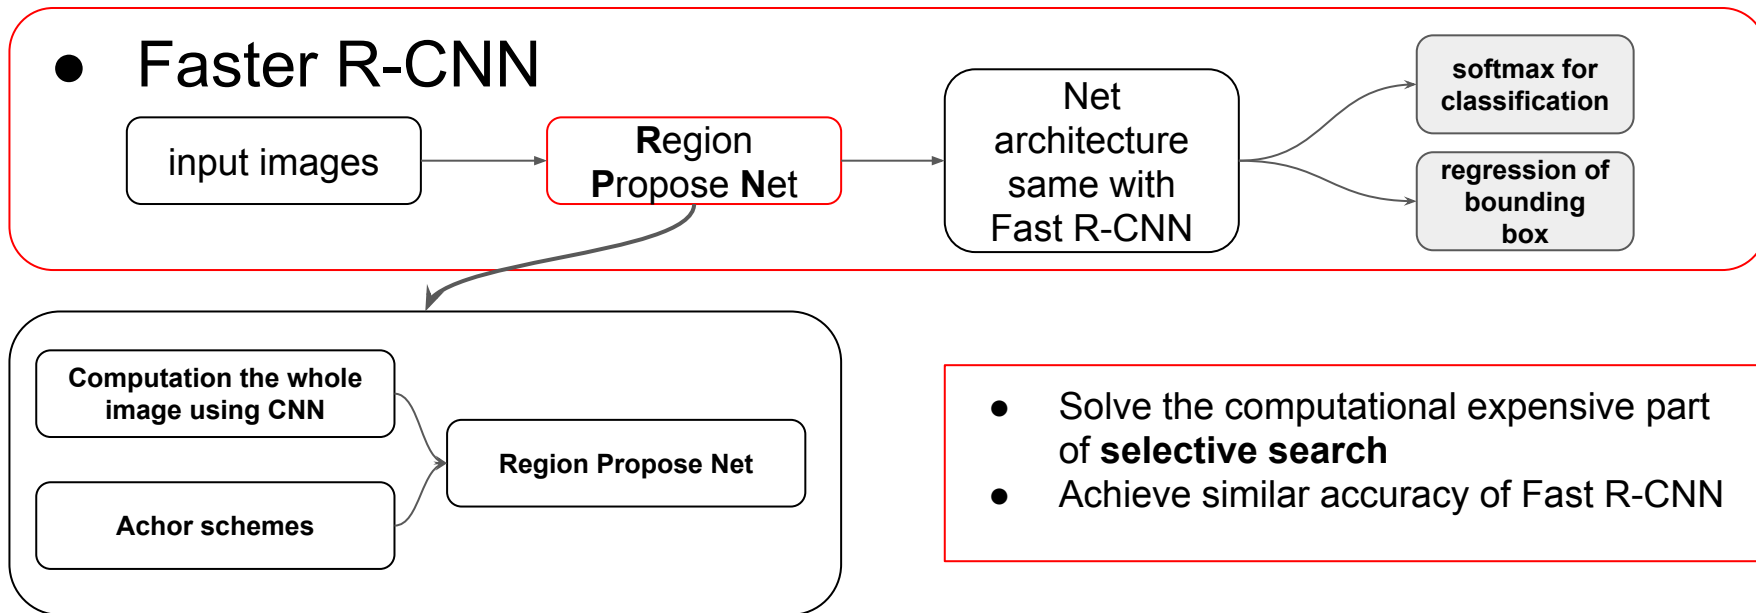 ● Faster R-CNN
input images
Region
Propose Net
Net
architecture
same with
Fast R-CNN
softmax for
classification
regression of
bounding
box
Computation the whole
image using CNN
Achor schemes
Region Propose Net
● Solve the computational expensive part
of selective search
● Achieve similar accuracy of Fast R-CNN